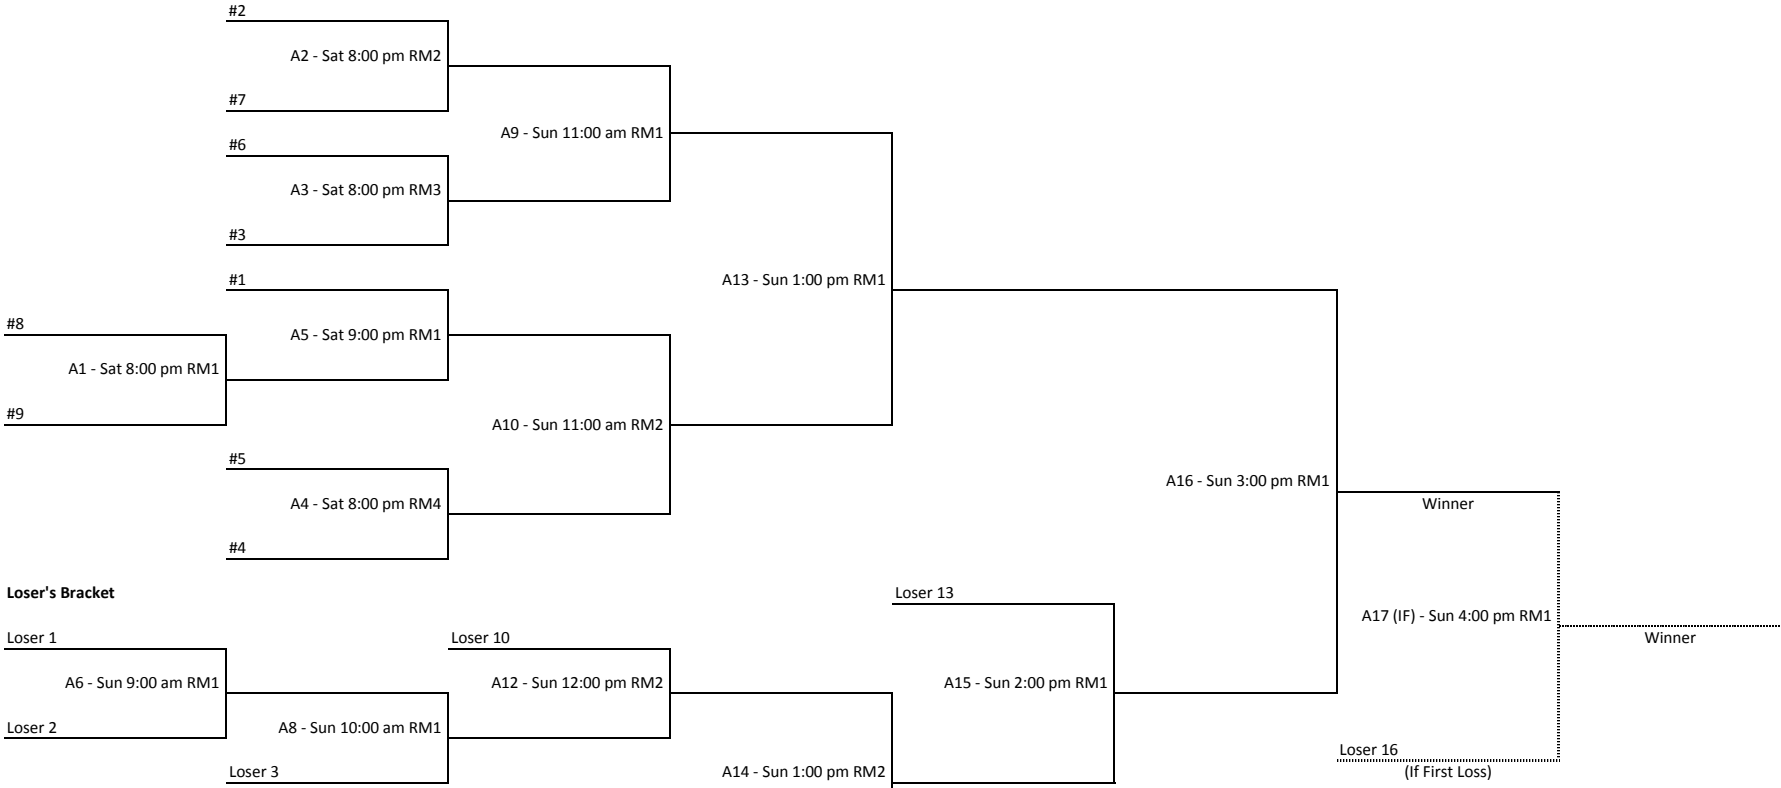 #2
A2 - Sat 8:00 pm RM2
#7
A9 - Sun 11:00 am RM1
#6
A3 - Sat 8:00 pm RM3
#3
#1
A13 - Sun 1:00 pm RM1
#8
A5 - Sat 9:00 pm RM1
A1 - Sat 8:00 pm RM1
#9
A10 - Sun 11:00 am RM2
#5
A16 - Sun 3:00 pm RM1
A4 - Sat 8:00 pm RM4
Winner
#4
Loser's Bracket
Loser 13
A17 (IF) - Sun 4:00 pm RM1
Loser 1
Loser 10
Winner
A6 - Sun 9:00 am RM1
A12 - Sun 12:00 pm RM2
A15 - Sun 2:00 pm RM1
Loser 2
A8 - Sun 10:00 am RM1
Loser 16
Loser 3
A14 - Sun 1:00 pm RM2
(If First Loss)